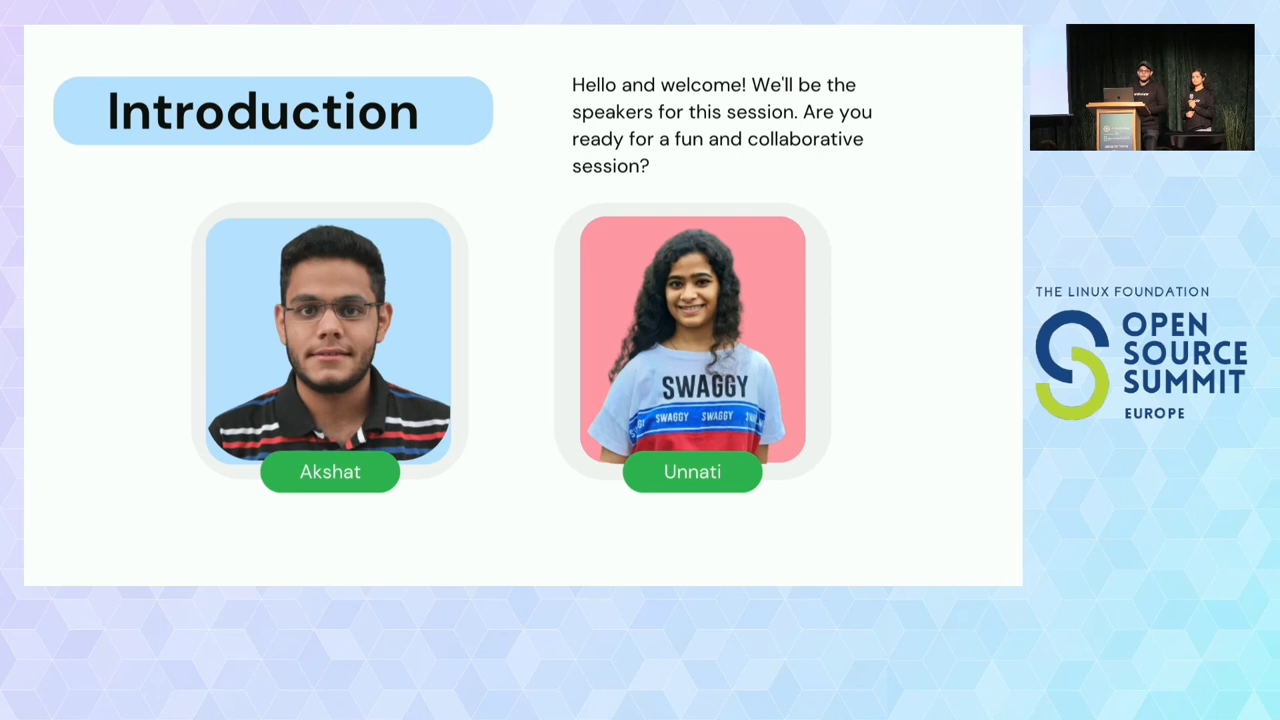 Introduction
Hello and welcome! We'll be the
speakers for this session. Are you
ready for a fun and collaborative
session?
SWAGGY
SWAGGY SWAGGY
Akshat
Unnati
THE LINUX FOUNDATION
OPEN
SOURCE
SUMMIT
EUROPE